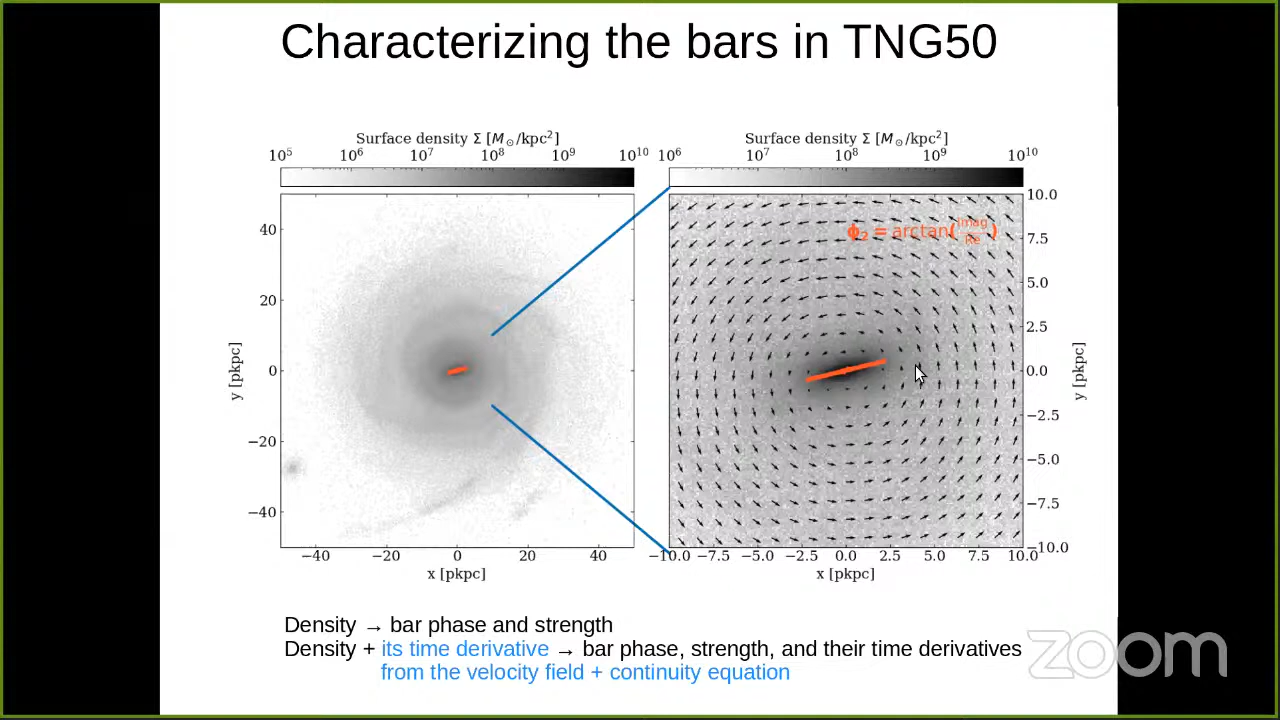 Characterizing the bars in TNG50
Surface density Σ [M⊙/kpc²]
10⁵ 10⁶ 10⁷ 10⁸ 10⁹ 10¹⁰
Surface density Σ [M⊙/kpc²]
10⁶ 10⁷ 10⁸ 10⁹ 10¹⁰
ϕ₂ = arctan(Imag/Re)
40
20
0
−20
−40
y [pkpc]
−40 −20 0 20 40
x [pkpc]
10.0
7.5
5.0
2.5
0.0
−2.5
−5.0
−7.5
−10.0
y [pkpc]
−10.0 −7.5 −5.0 −2.5 0.0 2.5 5.0 7.5 10.0
x [pkpc]
Density → bar phase and strength
Density + its time derivative → bar phase, strength, and their time derivatives
from the velocity field + continuity equation
zoom